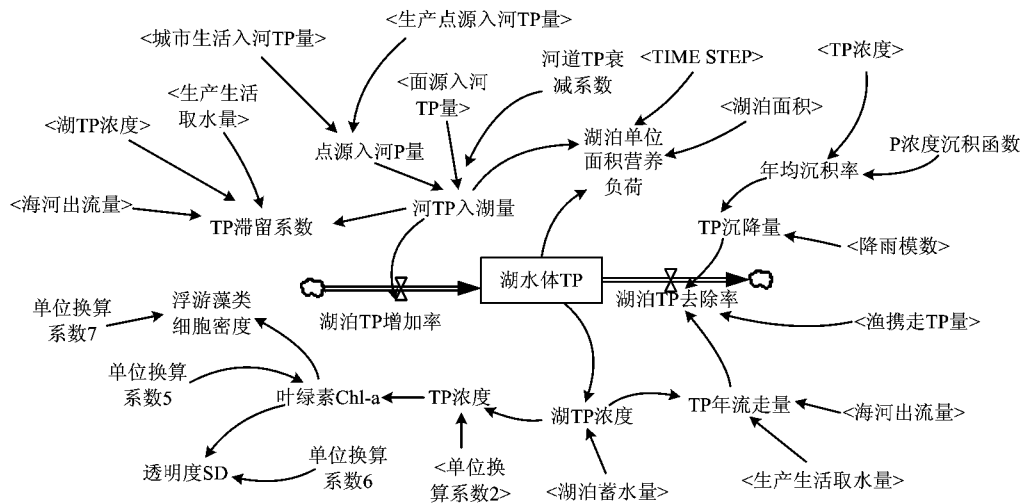 <生产点源入河TP量>
<城市生活入河TP量>
河道TP衰
减系数
<TIME STEP>
<TP浓度>
<面源入河
TP量>
<生产生活
取水量>
<湖TP浓度>
<湖泊面积>
点源入河P量
湖泊单位
面积营养
负荷
P浓度沉积函数
年均沉积率
<海河出流量>
TP滞留系数
河TP入湖量
TP沉降量
<降雨模数>
湖水体TP
湖泊TP增加率
湖泊TP去除率
单位换算
系数7
浮游藻类
细胞密度
<渔携走TP量>
单位换算
系数5
叶绿素Chl-a
TP浓度
湖TP浓度
TP年流走量
<海河出流量>
透明度SD
单位换算
系数6
<单位换
算系数2>
<湖泊蓄水量>
<生产生活取水量>